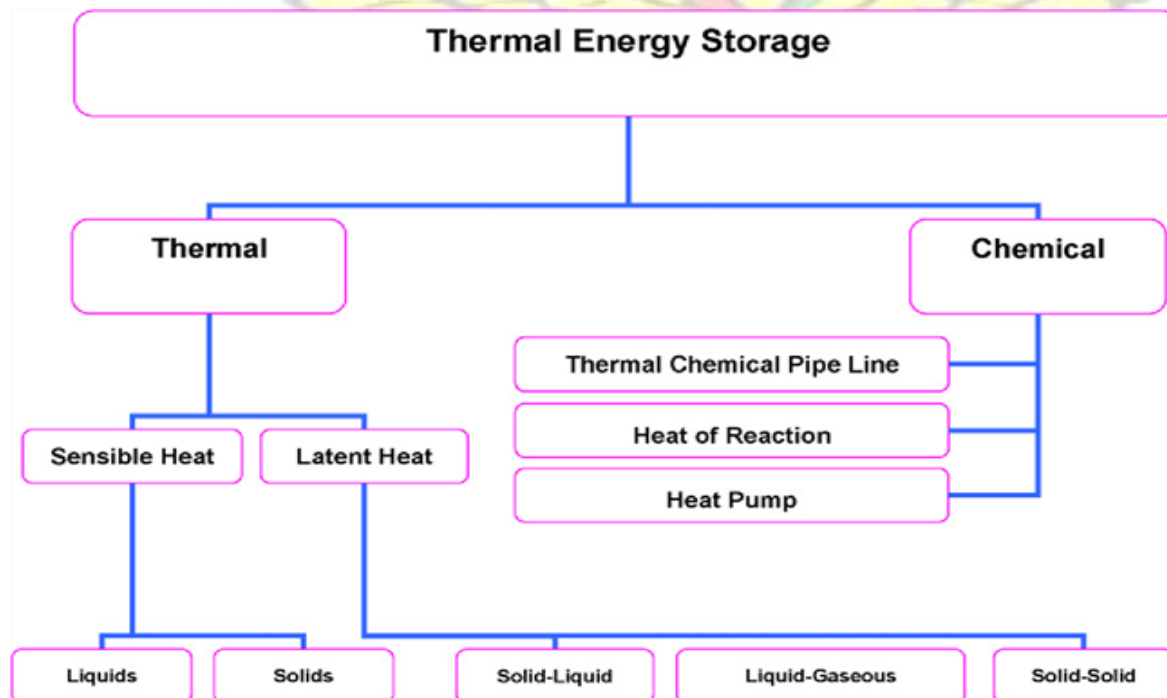 Thermal Energy Storage
Thermal
Chemical
Thermal Chemical Pipe Line
Heat of Reaction
Heat Pump
Sensible Heat
Latent Heat
Liquids
Solids
Solid-Liquid
Liquid-Gaseous
Solid-Solid